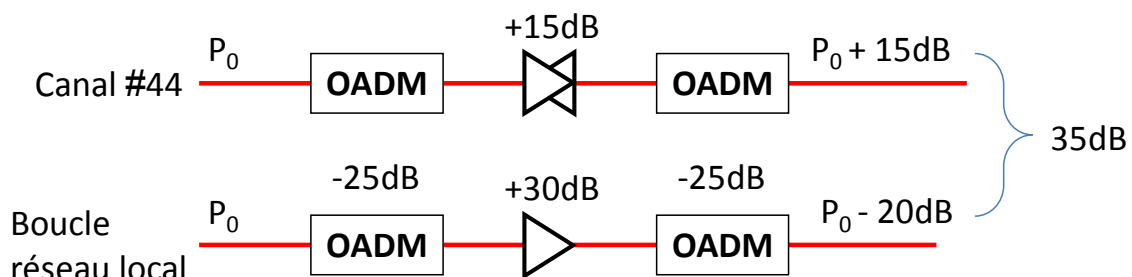 +15dB
P0
P0 + 15dB
Canal #44
OADM
OADM
35dB
-25dB
+30dB
-25dB
P0
P0 - 20dB
Boucle
OADM
OADM
réseau local